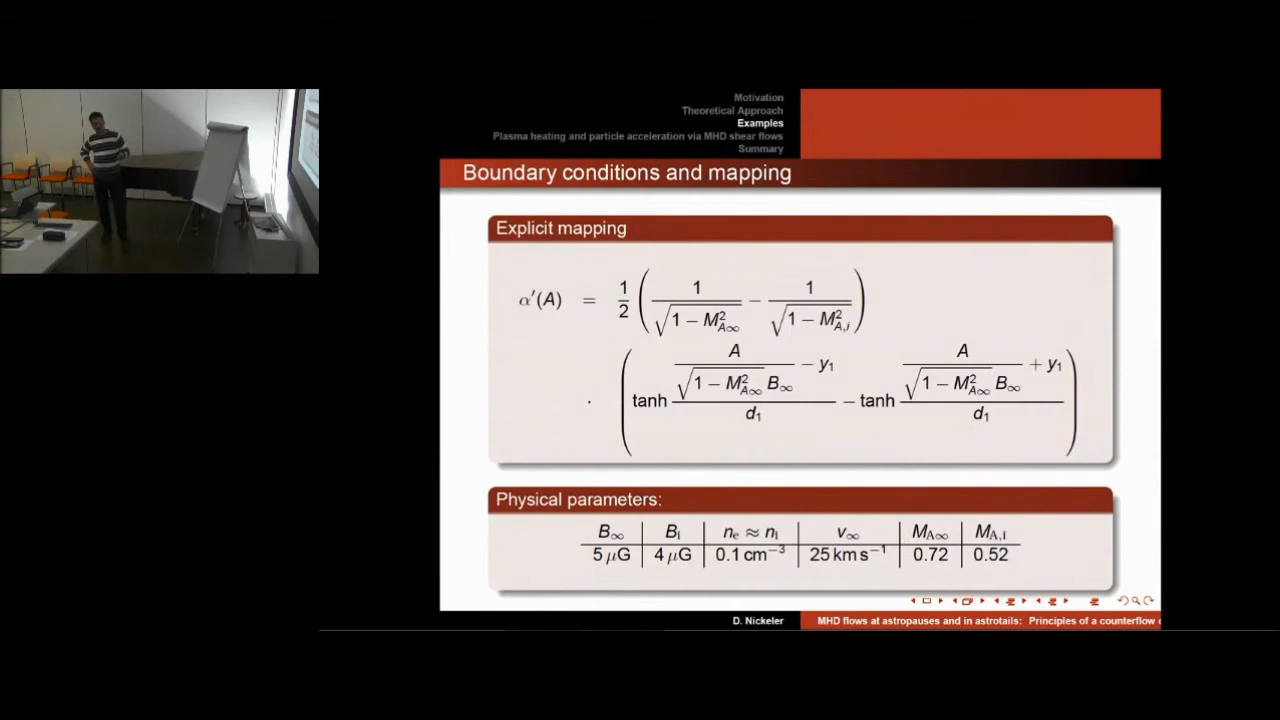 Motivation
Theoretical Approach
Examples
Plasma heating and particle acceleration via MHD shear flows
Summary
Boundary conditions and mapping
Explicit mapping
α′(A) = 1/2 ( 1/√(1 − M²_A∞) − 1/√(1 − M²_A,i) )
· ( tanh (A/(√(1 − M²_A∞) B∞) − y₁)/d₁ − tanh (A/(√(1 − M²_A∞) B∞) + y₁)/d₁ )
Physical parameters:
B∞ Bᵢ nₑ ≈ nᵢ v∞ M_A∞ M_A,i
5 μG 4 μG 0.1 cm⁻³ 25 km s⁻¹ 0.72 0.52
D. Nickeler MHD flows at astropauses and in astrotails: Principles of a counterflow